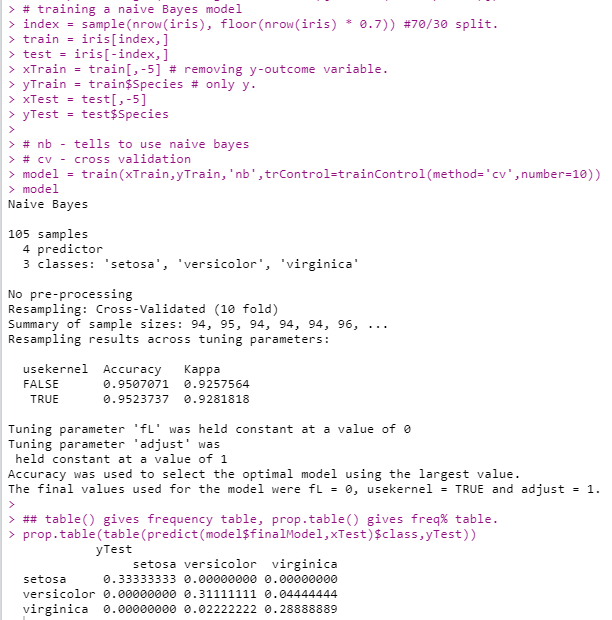 > # training a naive Bayes model
> index = sample(nrow(iris), floor(nrow(iris) * 0.7)) #70/30 split.
> train = iris[index,]
> test = iris[-index,]
> xTrain = train[,-5] # removing y-outcome variable.
> yTrain = train$Species # only y.
> xTest = test[,-5]
> yTest = test$Species
>
> # nb - tells to use naive bayes
> # cv - cross validation
> model = train(xTrain,yTrain,'nb',trControl=trainControl(method='cv',number=10))
> model
Naive Bayes

105 samples
  4 predictor
  3 classes: 'setosa', 'versicolor', 'virginica'

No pre-processing
Resampling: Cross-Validated (10 fold)
Summary of sample sizes: 94, 95, 94, 94, 94, 96, ...
Resampling results across tuning parameters:

  usekernel  Accuracy   Kappa
  FALSE      0.9507071  0.9257564
   TRUE      0.9523737  0.9281818

Tuning parameter 'fL' was held constant at a value of 0
Tuning parameter 'adjust' was
 held constant at a value of 1
Accuracy was used to select the optimal model using the largest value.
The final values used for the model were fL = 0, usekernel = TRUE and adjust = 1.
>
> ## table() gives frequency table, prop.table() gives freq% table.
> prop.table(table(predict(model$finalModel,xTest)$class,yTest))
            yTest
                 setosa versicolor  virginica
  setosa     0.33333333 0.00000000 0.00000000
  versicolor 0.00000000 0.31111111 0.04444444
  virginica  0.00000000 0.02222222 0.28888889